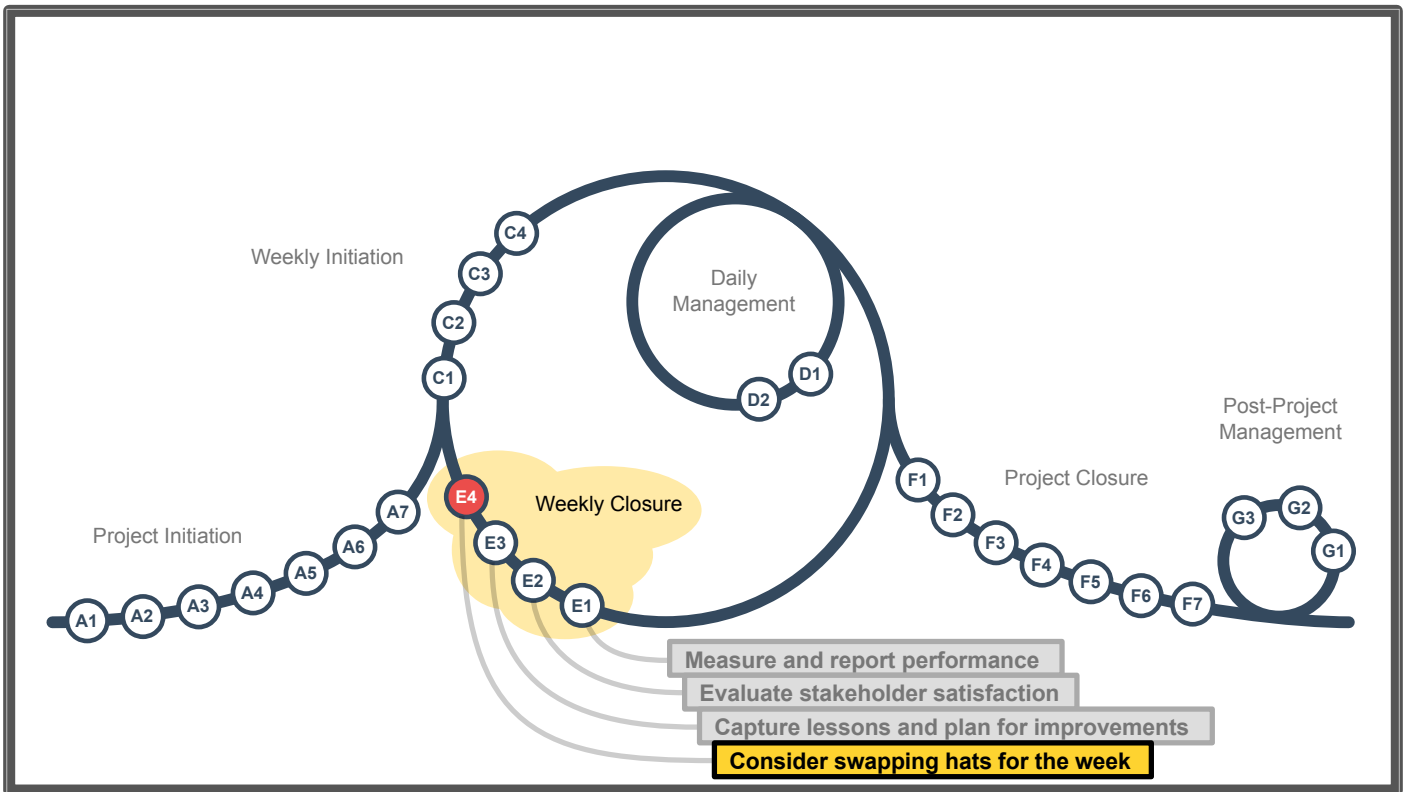 C4
Weekly Initiation
C3
Daily
Management
C2
C1
D1
D2
Post-Project
Management
E4
Weekly Closure
F1
Project Closure
A7
F2
G3
G2
Project Initiation
A6
E3
F3
G1
A5
E2
F4
A4
E1
F5
A3
F6
A2
F7
A1
Measure and report performance
Evaluate stakeholder satisfaction
Capture lessons and plan for improvements
Consider swapping hats for the week